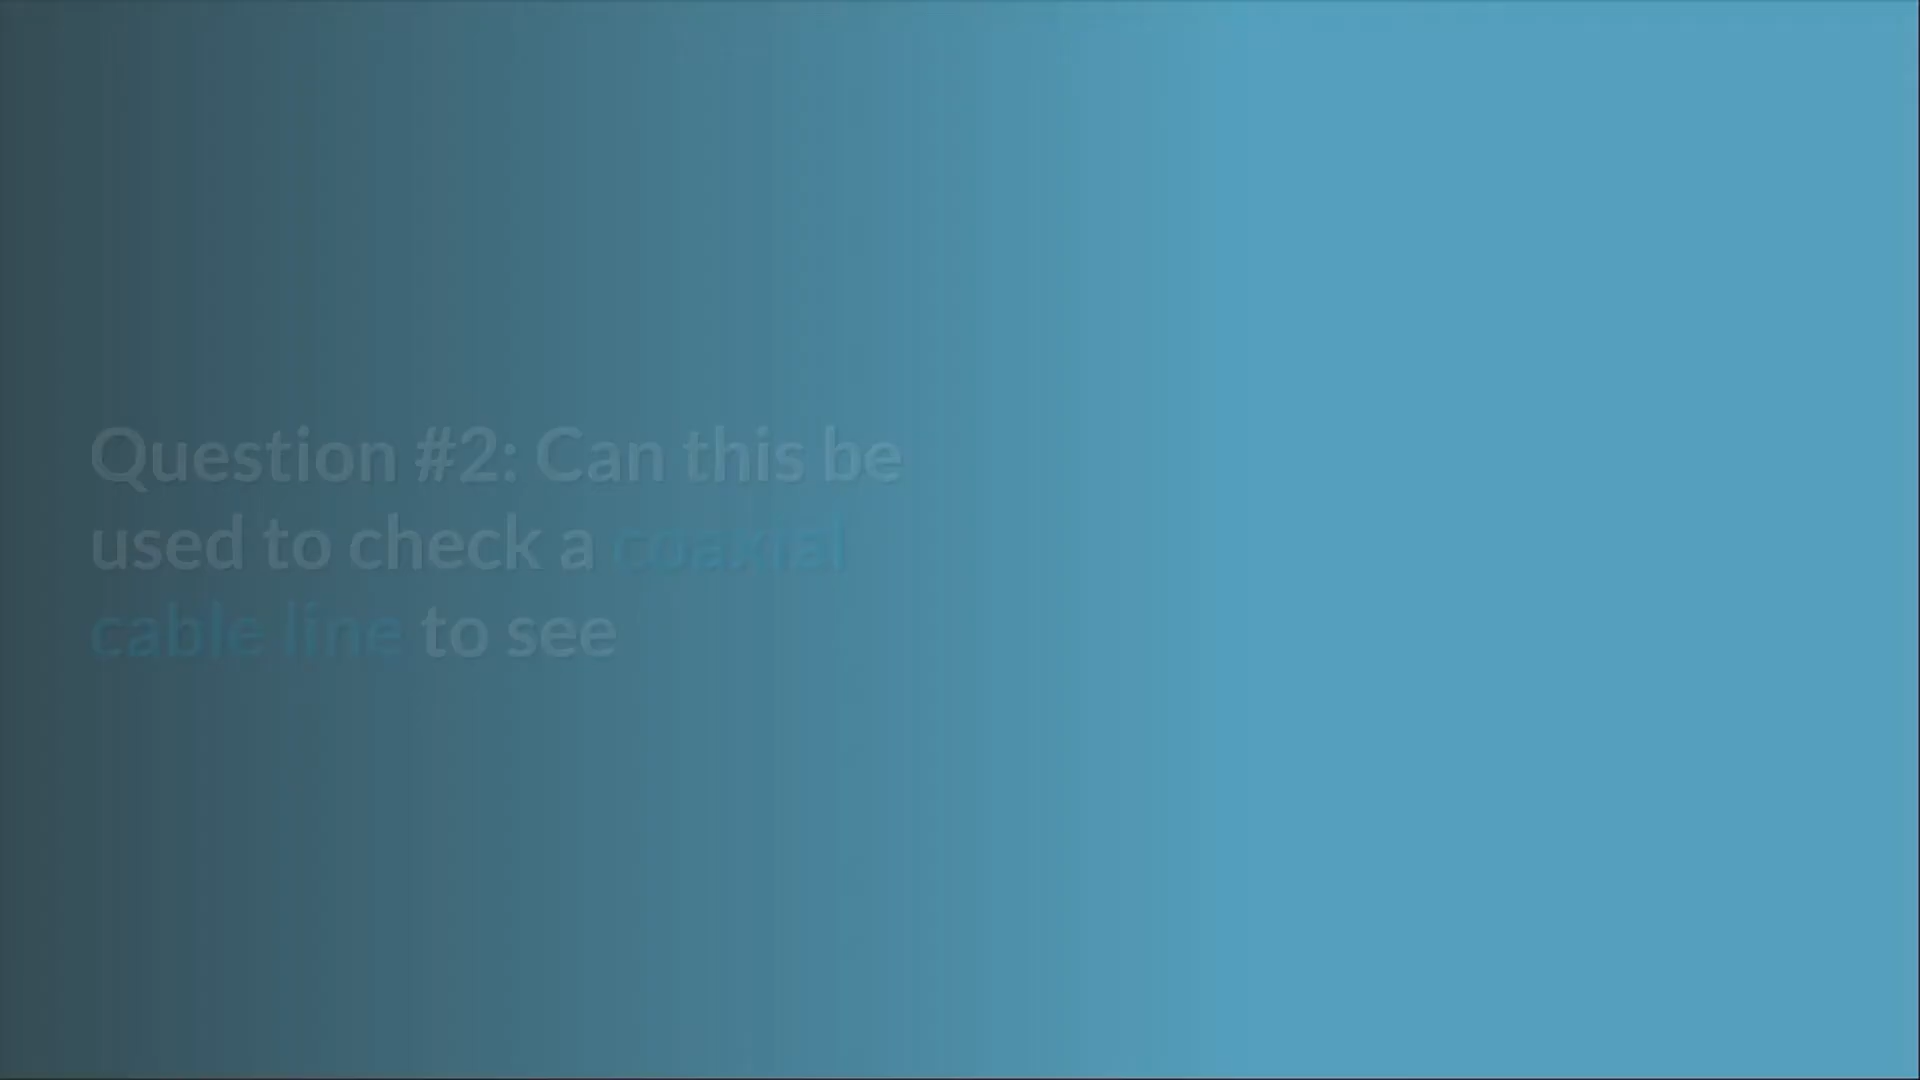 Question #2: Can this be
used to check a coaxial
cable line to see